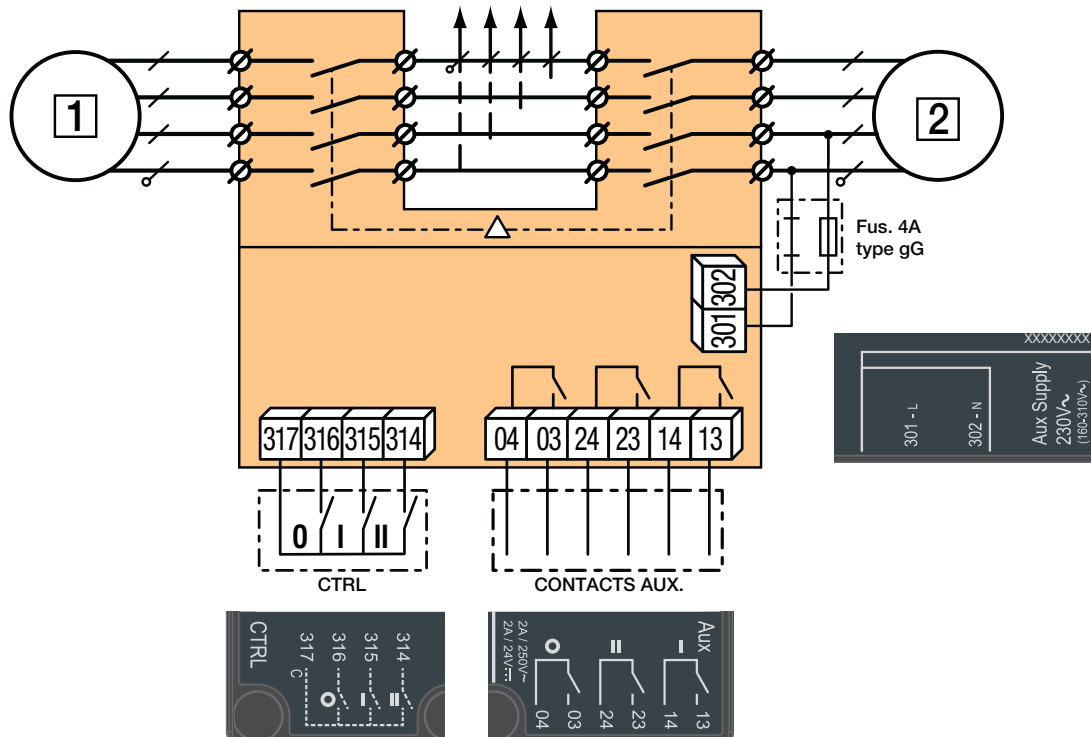 1
2
Fus. 4A
type gG
302
301
XXXXXXXX
301 - L
302 - N
Aux Supply
230V~
(160-310V~)
317 316 315 314
04 03 24 23 14 13
0 I II
CTRL
CONTACTS AUX.
CTRL
317
316
315
314
C
O
I
II
Aux
2A / 250V~
2A / 24V⎓
O
II
I
04
03
24
23
14
13